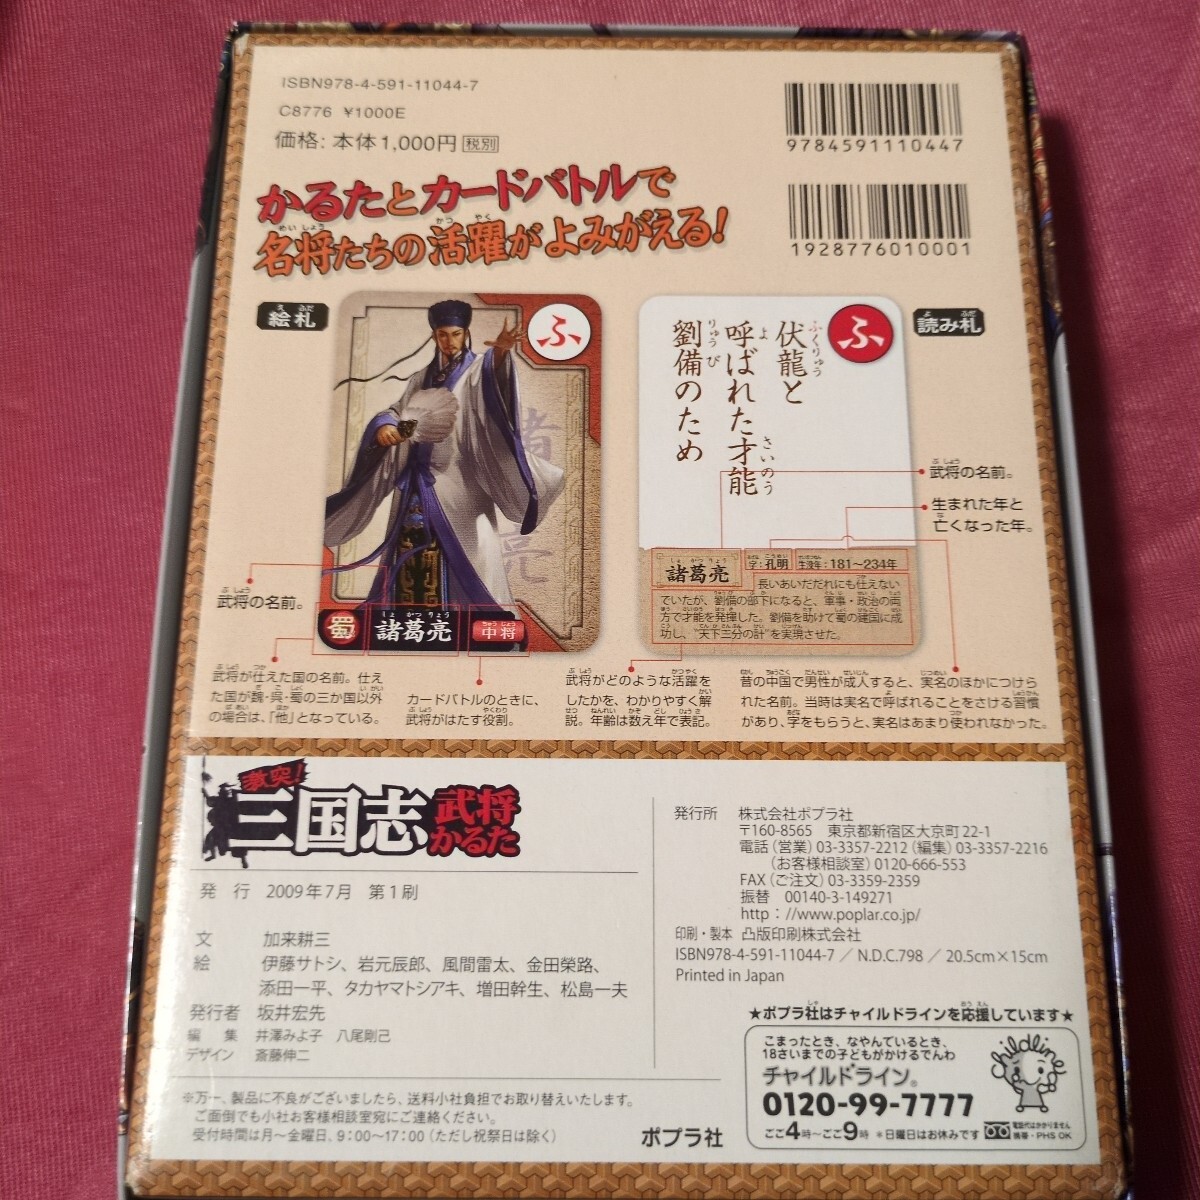 ISBN978-4-591-11044-7
C8776 ¥1000E
価格: 本体1,000円 税別
9784591110447
1928776010001
かるたとカードバトルで
名将たちの活躍がよみがえる!
絵札
ふ
蜀
諸葛亮
中将
武将の名前。
武将が仕えた国の名前。仕え
た国が魏・呉・蜀の三か国以外
の場合は、「他」となっている。
カードバトルのときに、
武将がはたす役割。
読み札
ふ
伏龍と
呼ばれた才能
劉備のため
諸葛亮
字:孔明
生没年:181〜234年
長いあいだだれにも仕えない
でいたが、劉備の部下になると、軍事・政治の両
方で才能を発揮した。劉備を助けて蜀の建国に成
功し、“天下三分の計”を実現させた。
武将の名前。
生まれた年と
亡くなった年。
武将がどのような活躍を
したかを、わかりやすく解
説。年齢は数え年で表記。
昔の中国で男性が成人すると、実名のほかにつけら
れた名前。当時は実名で呼ばれることをさける習慣
があり、字をもらうと、実名はあまり使われなかった。
激突!
三国志
武将
かるた
発行 2009年7月 第1刷
文 加来耕三
絵 伊藤サトシ、岩元辰郎、風間雷太、金田榮路、
添田一平、タカヤマトシアキ、増田幹生、松島一夫
発行者 坂井宏先
編集 井澤みよ子 八尾剛己
デザイン 斎藤伸二
※万一、製品に不良がございましたら、送料小社負担でお取り替えいたします。
ご面倒でも小社お客様相談室宛にご連絡ください。
受付時間は月〜金曜日、9:00〜17:00(ただし祝祭日は除く)
ポプラ社
発行所 株式会社ポプラ社
〒160-8565 東京都新宿区大京町22-1
電話(営業)03-3357-2212(編集)03-3357-2216
(お客様相談室)0120-666-553
FAX(ご注文)03-3359-2359
振替 00140-3-149271
http://www.poplar.co.jp/
印刷・製本 凸版印刷株式会社
ISBN978-4-591-11044-7 / N.D.C.798 / 20.5cm×15cm
Printed in Japan
★ポプラ社はチャイルドラインを応援しています★
こまったとき、なやんでいるとき、
18さいまでの子どもがかけるでんわ
チャイルドライン®
0120-99-7777
ごご4時〜ごご9時 *日曜日はお休みです
電話代はかかりません
携帯・PHS OK
childline